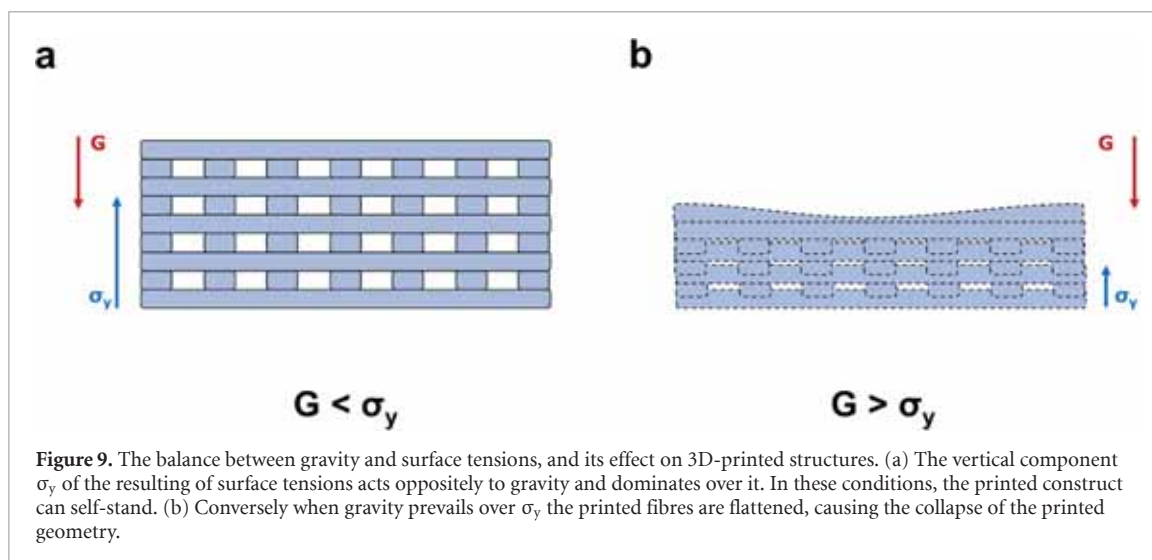 a
b
G
G
σy
σy
G < σy
G > σy
Figure 9. The balance between gravity and surface tensions, and its effect on 3D-printed structures. (a) The vertical component
σy of the resulting of surface tensions acts oppositely to gravity and dominates over it. In these conditions, the printed construct
can self-stand. (b) Conversely when gravity prevails over σy the printed fibres are flattened, causing the collapse of the printed
geometry.